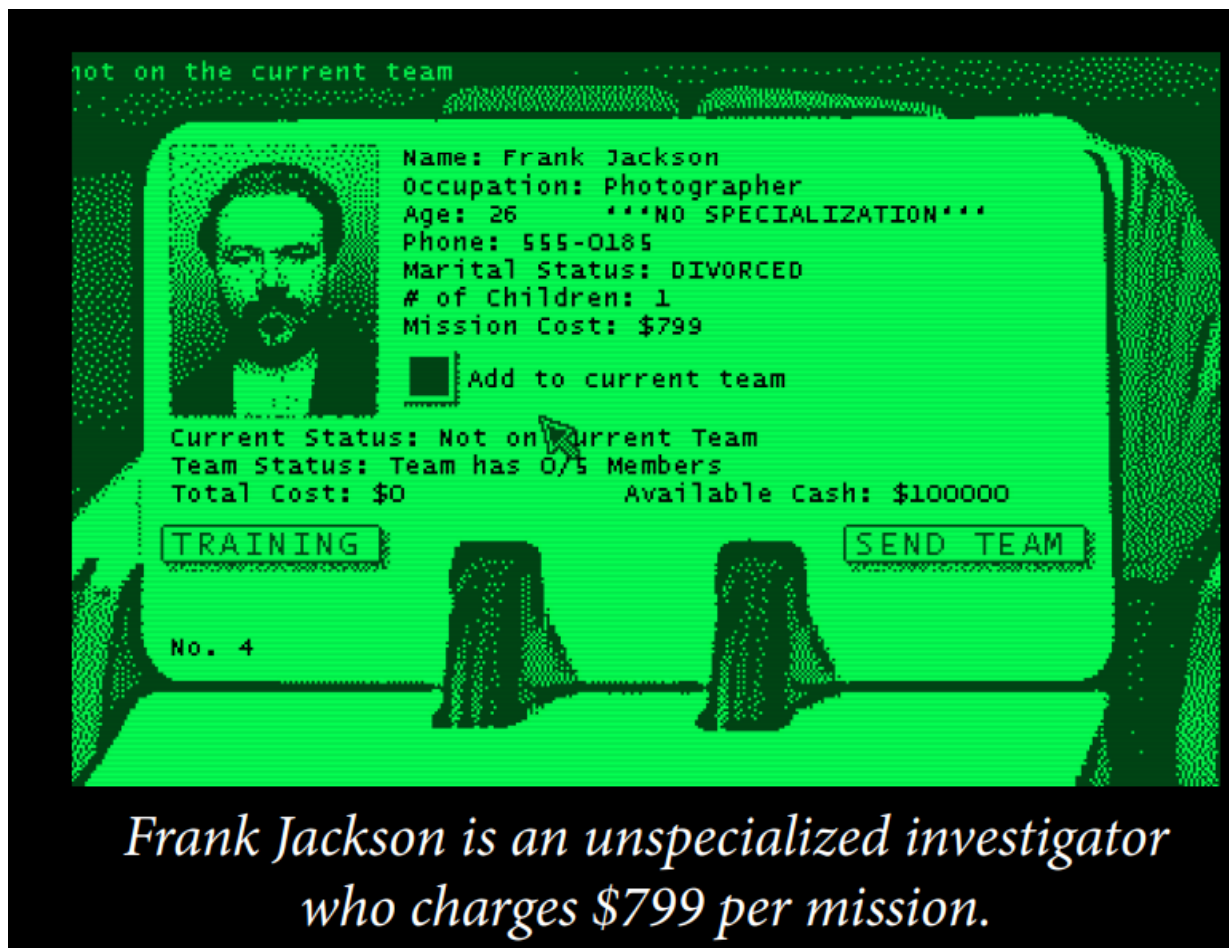 not on the current team
Name: Frank Jackson
Occupation: Photographer
Age: 26 ***NO SPECIALIZATION***
Phone: 555-0185
Marital Status: DIVORCED
# of Children: 1
Mission Cost: $799
Add to current team
Current Status: Not on current Team
Team Status: Team has 0/5 Members
Total Cost: $0 Available Cash: $100000
TRAINING SEND TEAM
No. 4
Frank Jackson is an unspecialized investigator
who charges $799 per mission.